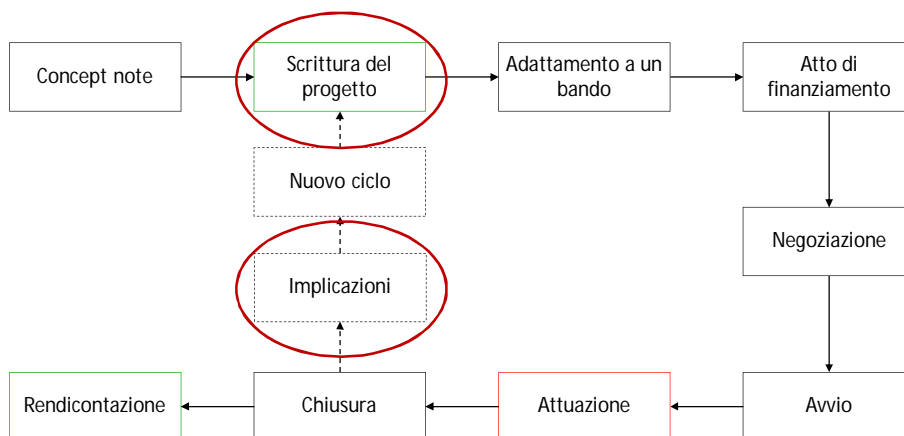 Concept note
Scrittura del
progetto
Adattamento a un
bando
Atto di
finanziamento
Nuovo ciclo
Negoziazione
Implicazioni
Rendicontazione
Chiusura
Attuazione
Avvio